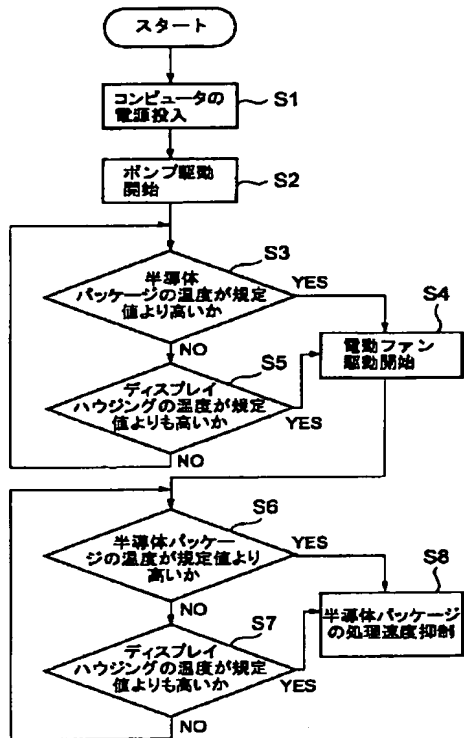 スタート
コンピュータの
電源投入
S1
ポンプ駆動
開始
S2
S3
半導体
パッケージの温度が規定
値より高いか
YES
NO
S4
電動ファン
駆動開始
S5
ディスプレイ
ハウジングの温度が規定
値よりも高いか
YES
NO
S6
半導体パッケー
ジの温度が規定値より
高いか
YES
NO
S7
ディスプレイ
ハウジングの温度が規定
値よりも高いか
YES
NO
S8
半導体パッケージ
の処理速度抑制